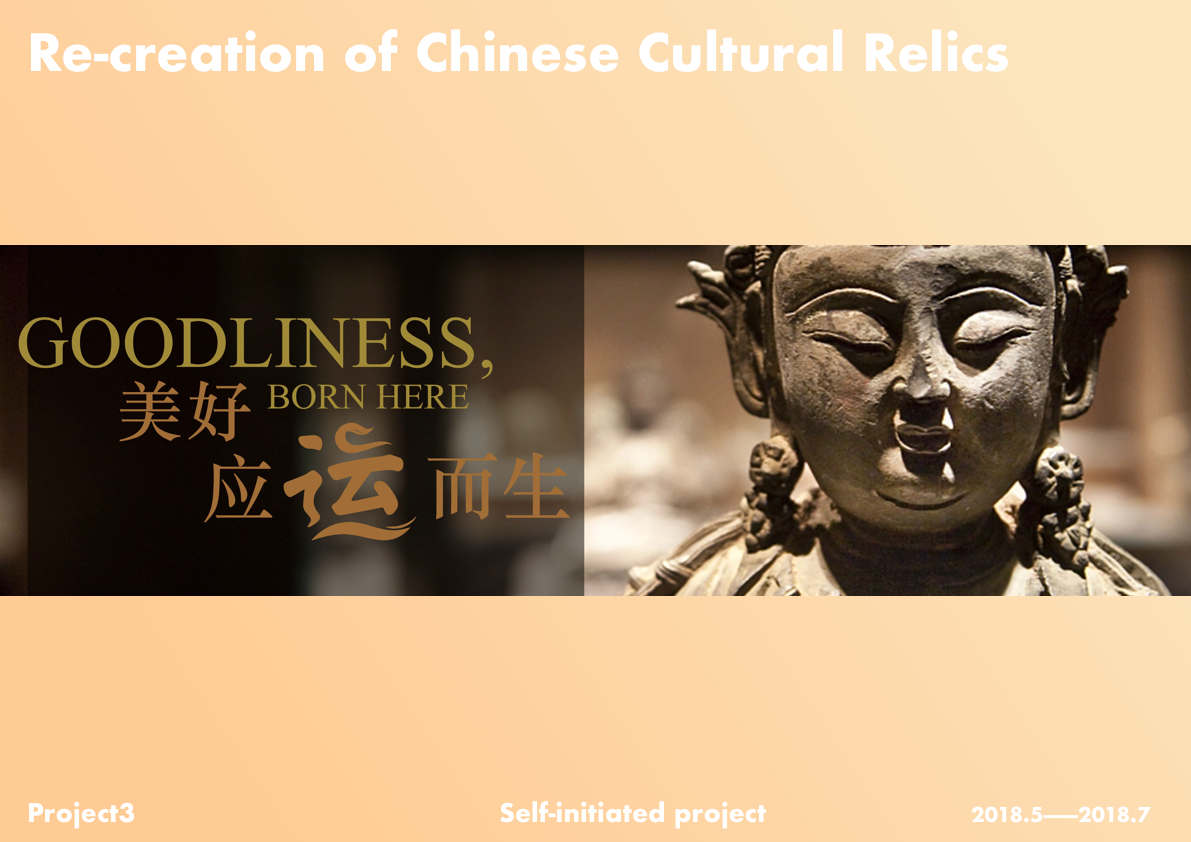 Re-creation of Chinese Cultural Relics
GOODLINESS,
美好 BORN HERE
应运而生
Project3 Self-initiated project 2018.5——2018.7